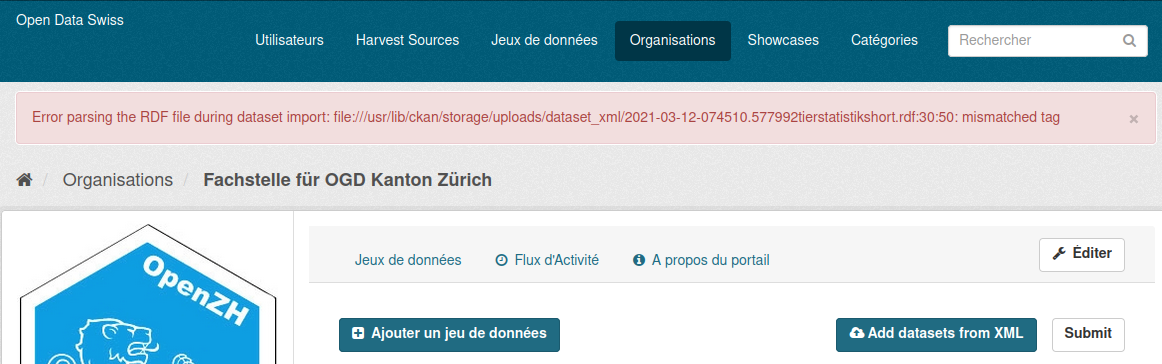 Open Data Swiss
Utilisateurs Harvest Sources Jeux de données Organisations Showcases Catégories Rechercher
Error parsing the RDF file during dataset import: file:///usr/lib/ckan/storage/uploads/dataset_xml/2021-03-12-074510.577992tierstatistikshort.rdf:30:50: mismatched tag ×
/ Organisations / Fachstelle für OGD Kanton Zürich
OpenZH
Jeux de données Flux d'Activité A propos du portail Éditer
Ajouter un jeu de données Add datasets from XML Submit